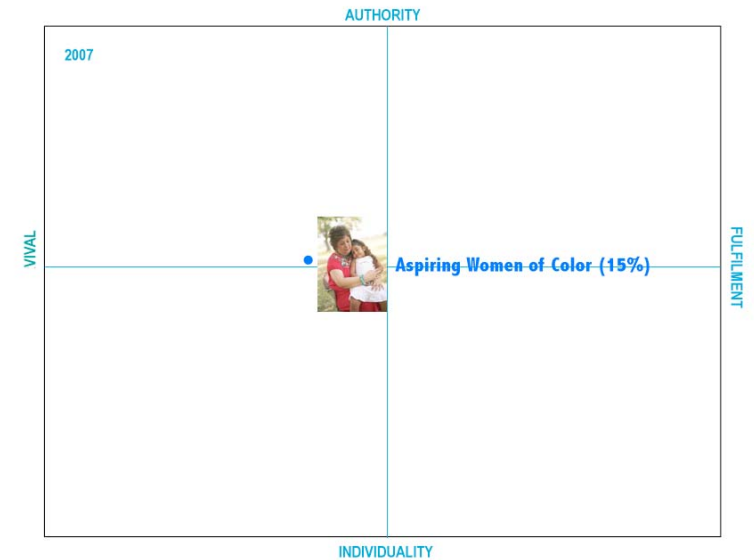 AUTHORITY
2007
VIVAL
Aspiring Women of Color (15%)
FULFILMENT
INDIVIDUALITY